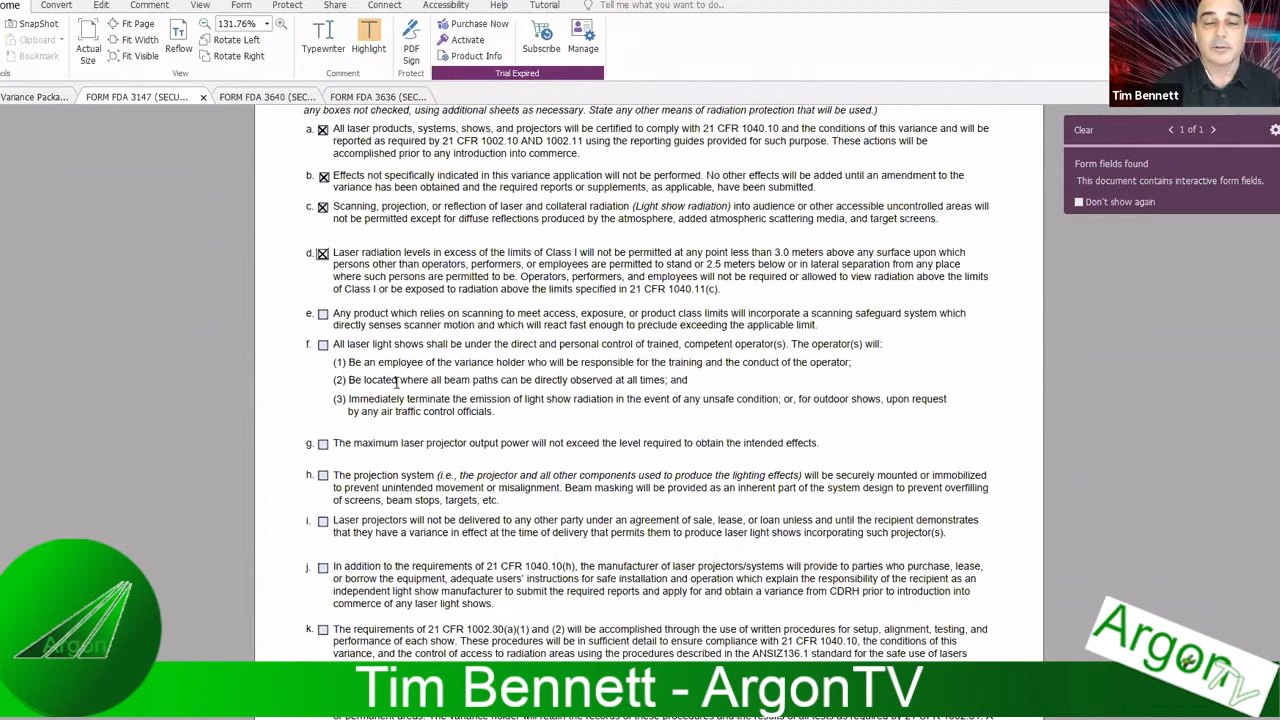 ome Convert Edit Comment View Form Protect Share Connect Accessibility Help Tutorial Tell me what you want to do..
SnapShot Fit Page 131.76% Purchase Now
Clipboard Fit Width Rotate Left Activate
Bookmark Fit Visible Rotate Right Product Info
Actual Size Reflow Typewriter Highlight PDF Sign Subscribe Manage
ols View Comment Protect Trial Expired
Variance Packa... FORM FDA 3147 (SECU... FORM FDA 3640 (SEC... FORM FDA 3636 (SEC...
Tim Bennett
Clear 1 of 1
Form fields found
This document contains interactive form fields.
Don't show again
any boxes not checked, using additional sheets as necessary. State any other means of radiation protection that will be used.)
a. All laser products, systems, shows, and projectors will be certified to comply with 21 CFR 1040.10 and the conditions of this variance and will be
reported as required by 21 CFR 1002.10 AND 1002.11 using the reporting guides provided for such purpose. These actions will be
accomplished prior to any introduction into commerce.
b. Effects not specifically indicated in this variance application will not be performed. No other effects will be added until an amendment to the
variance has been obtained and the required reports or supplements, as applicable, have been submitted.
c. Scanning, projection, or reflection of laser and collateral radiation (Light show radiation) into audience or other accessible uncontrolled areas will
not be permitted except for diffuse reflections produced by the atmosphere, added atmospheric scattering media, and target screens.
d. Laser radiation levels in excess of the limits of Class I will not be permitted at any point less than 3.0 meters above any surface upon which
persons other than operators, performers, or employees are permitted to stand or 2.5 meters below or in lateral separation from any place
where such persons are permitted to be. Operators, performers, and employees will not be required or allowed to view radiation above the limits
of Class I or be exposed to radiation above the limits specified in 21 CFR 1040.11(c).
e. Any product which relies on scanning to meet access, exposure, or product class limits will incorporate a scanning safeguard system which
directly senses scanner motion and which will react fast enough to preclude exceeding the applicable limit.
f. All laser light shows shall be under the direct and personal control of trained, competent operator(s). The operator(s) will:
(1) Be an employee of the variance holder who will be responsible for the training and the conduct of the operator;
(2) Be located where all beam paths can be directly observed at all times; and
(3) Immediately terminate the emission of light show radiation in the event of any unsafe condition; or, for outdoor shows, upon request
by any air traffic control officials.
g. The maximum laser projector output power will not exceed the level required to obtain the intended effects.
h. The projection system (i.e., the projector and all other components used to produce the lighting effects) will be securely mounted or immobilized
to prevent unintended movement or misalignment. Beam masking will be provided as an inherent part of the system design to prevent overfilling
of screens, beam stops, targets, etc.
i. Laser projectors will not be delivered to any other party under an agreement of sale, lease, or loan unless and until the recipient demonstrates
that they have a variance in effect at the time of delivery that permits them to produce laser light shows incorporating such projector(s).
j. In addition to the requirements of 21 CFR 1040.10(h), the manufacturer of laser projectors/systems will provide to parties who purchase, lease,
or borrow the equipment, adequate users' instructions for safe installation and operation which explain the responsibility of the recipient as an
independent light show manufacturer to submit the required reports and apply for and obtain a variance from CDRH prior to introduction into
commerce of any laser light shows.
k. The requirements of 21 CFR 1002.30(a)(1) and (2) will be accomplished through the use of written procedures for setup, alignment, testing, and
performance of each show. These procedures will be in sufficient detail to ensure compliance with 21 CFR 1040.10, the conditions of this
variance, and the control of access to radiation areas using the procedures described in the ANSIZ136.1 standard for the safe use of lasers
Argon
Tim Bennett - ArgonTV
Argon TV